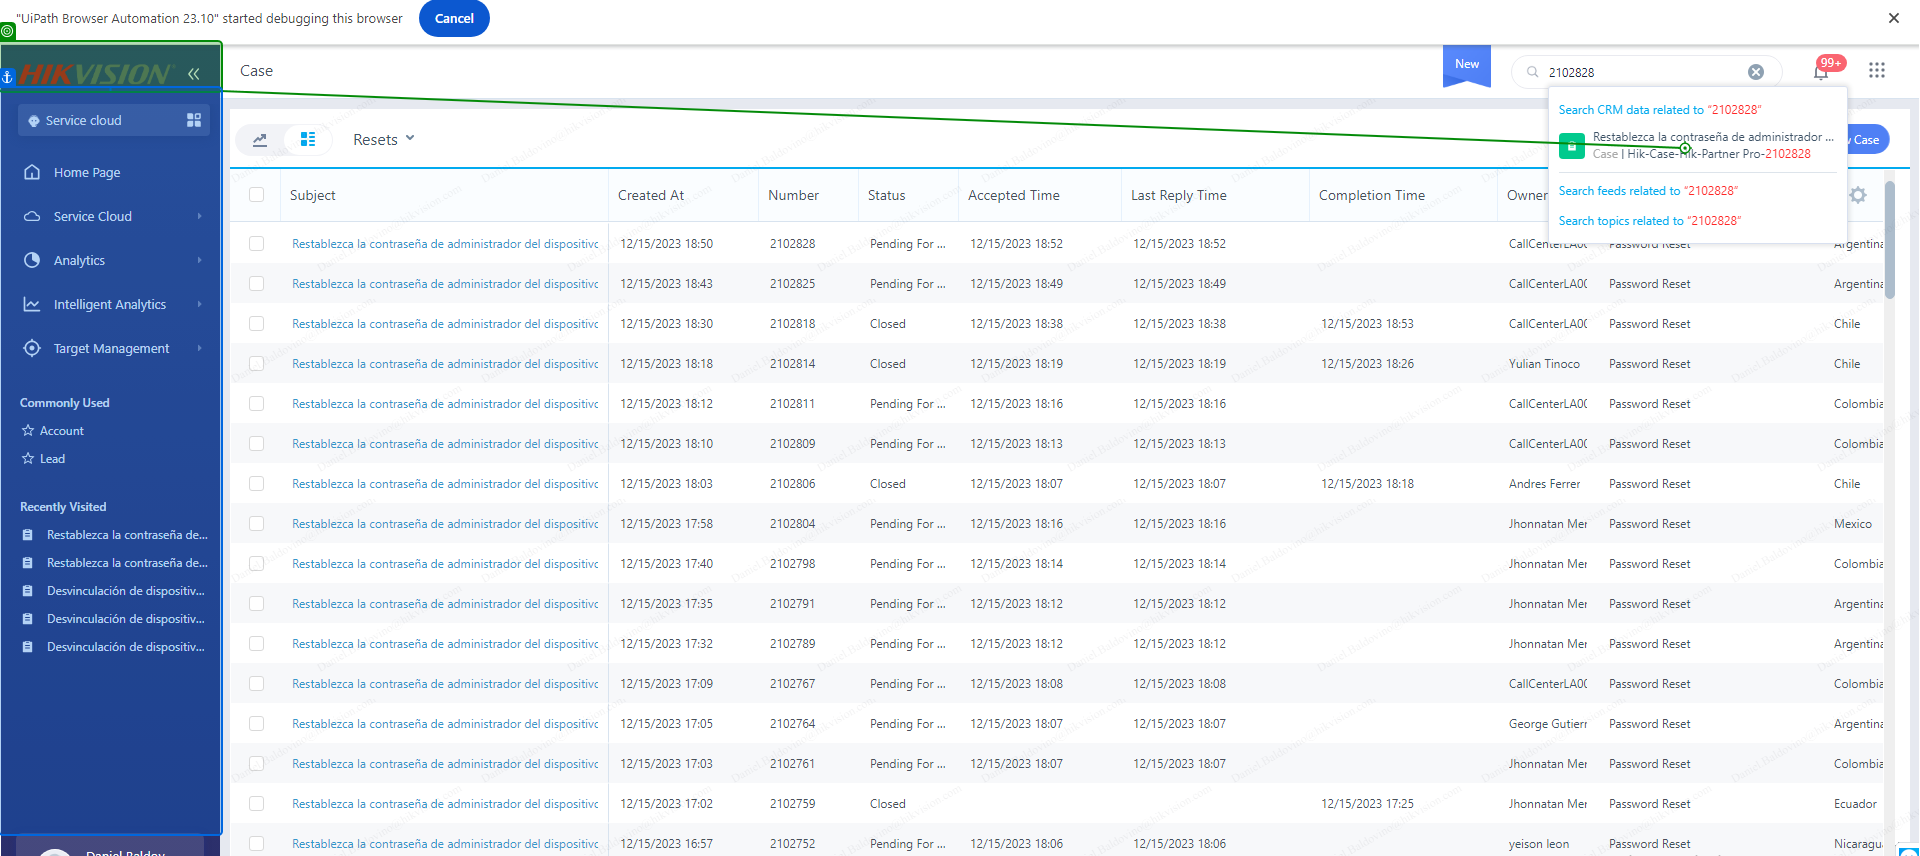 "UiPath Browser Automation 23.10" started debugging this browser Cancel
HIKVISION
Case
New
2102828
99+
Service cloud
Home Page
Service Cloud
Analytics
Intelligent Analytics
Target Management
Commonly Used
Account
Lead
Recently Visited
Restablezca la contraseña de...
Restablezca la contraseña de...
Desvinculación de dispositiv...
Desvinculación de dispositiv...
Desvinculación de dispositiv...
Daniel Baldov
Search CRM data related to "2102828"
Restablezca la contraseña de administrador ...
Case | Hik-Case-Hik-Partner Pro-2102828
Search feeds related to "2102828"
Search topics related to "2102828"
Resets
Case
Subject Created At Number Status Accepted Time Last Reply Time Completion Time Owner
Restablezca la contraseña de administrador del dispositivo 12/15/2023 18:50 2102828 Pending For ... 12/15/2023 18:52 12/15/2023 18:52 CallCenterLA00 Password Reset Argentina
Restablezca la contraseña de administrador del dispositivo 12/15/2023 18:43 2102825 Pending For ... 12/15/2023 18:49 12/15/2023 18:49 CallCenterLA00 Password Reset Argentina
Restablezca la contraseña de administrador del dispositivo 12/15/2023 18:30 2102818 Closed 12/15/2023 18:38 12/15/2023 18:38 12/15/2023 18:53 CallCenterLA00 Password Reset Chile
Restablezca la contraseña de administrador del dispositivo 12/15/2023 18:18 2102814 Closed 12/15/2023 18:19 12/15/2023 18:19 12/15/2023 18:26 Yulian Tinoco Password Reset Chile
Restablezca la contraseña de administrador del dispositivo 12/15/2023 18:12 2102811 Pending For ... 12/15/2023 18:16 12/15/2023 18:16 CallCenterLA00 Password Reset Colombia
Restablezca la contraseña de administrador del dispositivo 12/15/2023 18:10 2102809 Pending For ... 12/15/2023 18:13 12/15/2023 18:13 CallCenterLA00 Password Reset Colombia
Restablezca la contraseña de administrador del dispositivo 12/15/2023 18:03 2102806 Closed 12/15/2023 18:07 12/15/2023 18:07 12/15/2023 18:18 Andres Ferrer Password Reset Chile
Restablezca la contraseña de administrador del dispositivo 12/15/2023 17:58 2102804 Pending For ... 12/15/2023 18:16 12/15/2023 18:16 Jhonnatan Mer Password Reset Mexico
Restablezca la contraseña de administrador del dispositivo 12/15/2023 17:40 2102798 Pending For ... 12/15/2023 18:14 12/15/2023 18:14 Jhonnatan Mer Password Reset Colombia
Restablezca la contraseña de administrador del dispositivo 12/15/2023 17:35 2102791 Pending For ... 12/15/2023 18:12 12/15/2023 18:12 Jhonnatan Mer Password Reset Argentina
Restablezca la contraseña de administrador del dispositivo 12/15/2023 17:32 2102789 Pending For ... 12/15/2023 18:12 12/15/2023 18:12 Jhonnatan Mer Password Reset Argentina
Restablezca la contraseña de administrador del dispositivo 12/15/2023 17:09 2102767 Pending For ... 12/15/2023 18:08 12/15/2023 18:08 CallCenterLA00 Password Reset Colombia
Restablezca la contraseña de administrador del dispositivo 12/15/2023 17:05 2102764 Pending For ... 12/15/2023 18:07 12/15/2023 18:07 George Gutierr Password Reset Argentina
Restablezca la contraseña de administrador del dispositivo 12/15/2023 17:03 2102761 Pending For ... 12/15/2023 18:07 12/15/2023 18:07 Jhonnatan Mer Password Reset Colombia
Restablezca la contraseña de administrador del dispositivo 12/15/2023 17:02 2102759 Closed 12/15/2023 17:25 Jhonnatan Mer Password Reset Ecuador
Restablezca la contraseña de administrador del dispositivo 12/15/2023 16:57 2102752 Pending For ... 12/15/2023 18:06 12/15/2023 18:06 yeison leon Password Reset Nicaragu